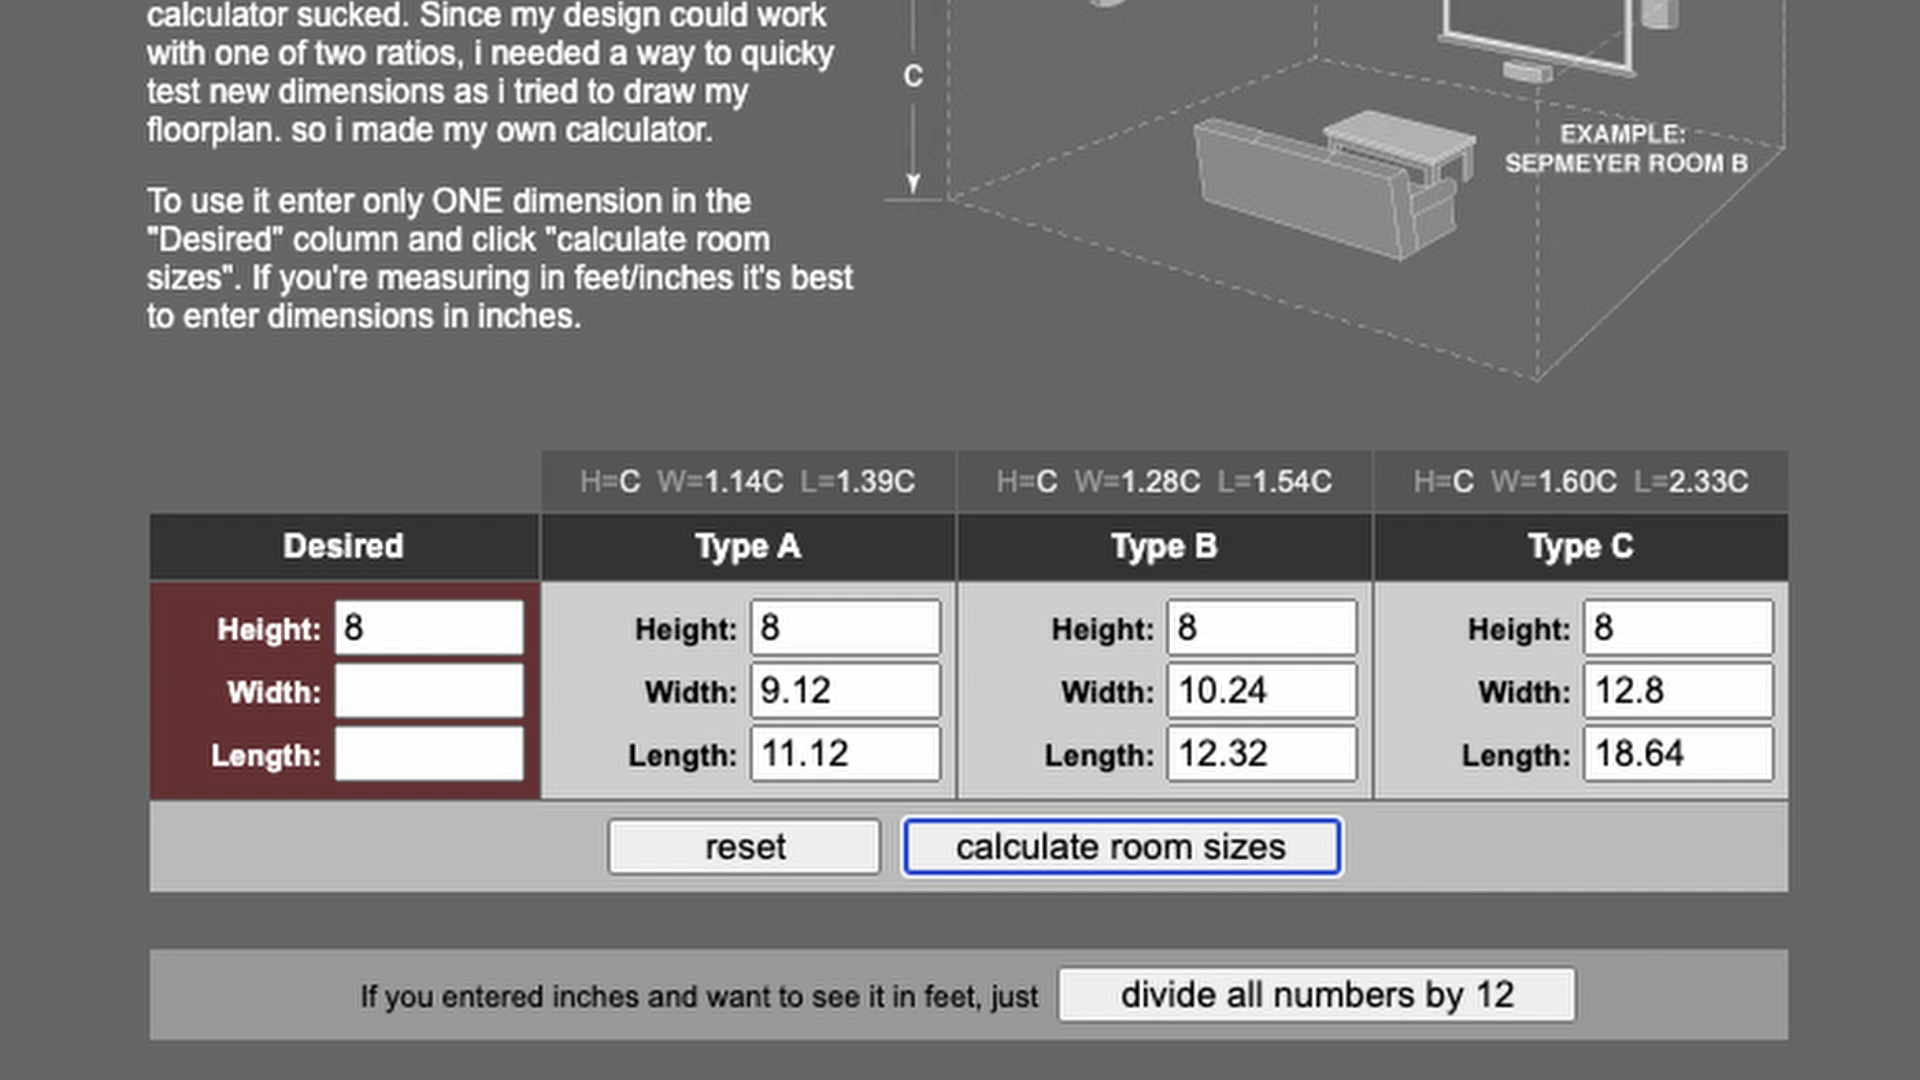 calculator sucked. Since my design could work
with one of two ratios, i needed a way to quicky
test new dimensions as i tried to draw my
floorplan. so i made my own calculator.
To use it enter only ONE dimension in the
"Desired" column and click "calculate room
sizes". If you're measuring in feet/inches it's best
to enter dimensions in inches.
C
EXAMPLE:
SEPMEYER ROOM B
H=C W=1.14C L=1.39C
H=C W=1.28C L=1.54C
H=C W=1.60C L=2.33C
Desired
Type A
Type B
Type C
Height: 8
Width:
Length:
Height: 8
Width: 9.12
Length: 11.12
Height: 8
Width: 10.24
Length: 12.32
Height: 8
Width: 12.8
Length: 18.64
reset
calculate room sizes
If you entered inches and want to see it in feet, just
divide all numbers by 12